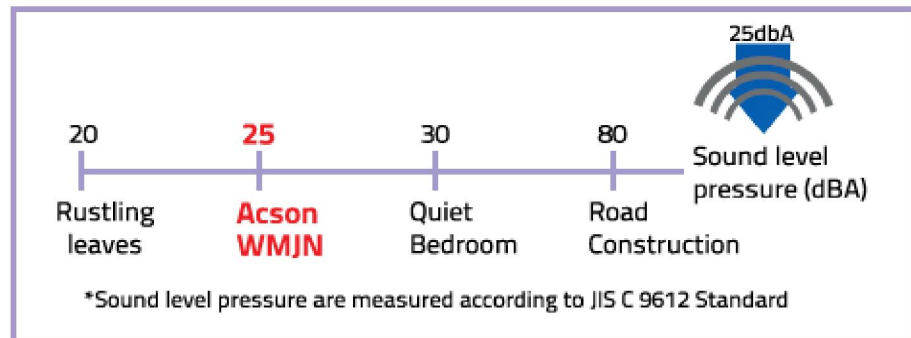 25dbA
20
25
30
80
Sound level
pressure (dBA)
Rustling
leaves
Acson
WMJN
Quiet
Bedroom
Road
Construction
*Sound level pressure are measured according to JIS C 9612 Standard